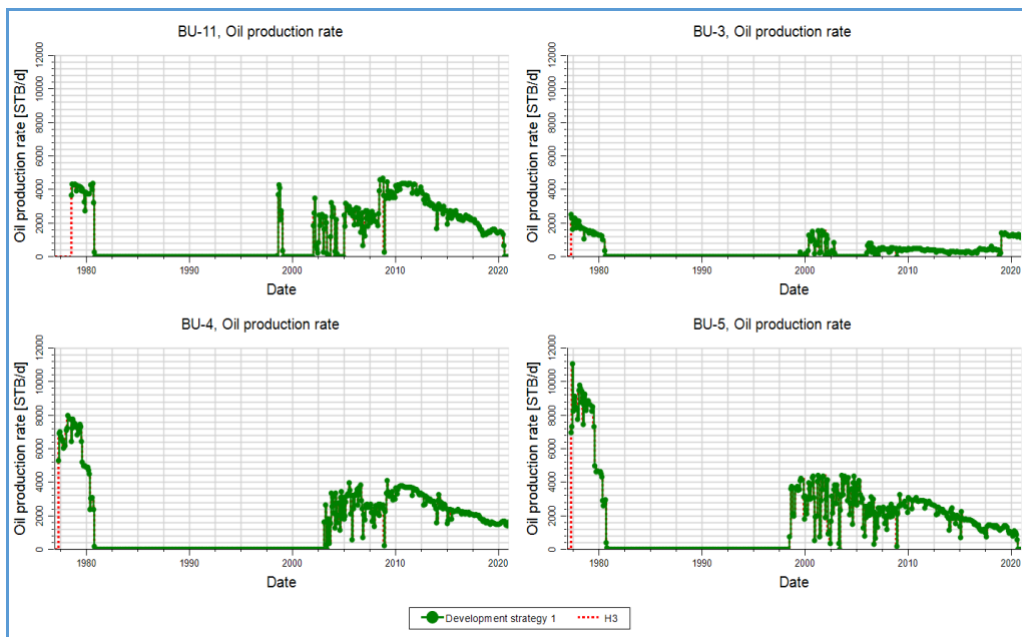 BU-11, Oil production rate
Oil production rate [STB/d]
12000
10000
8000
6000
4000
2000
0
1980 1990 2000 2010 2020
Date
BU-3, Oil production rate
Oil production rate [STB/d]
12000
10000
8000
6000
4000
2000
0
1980 1990 2000 2010 2020
Date
BU-4, Oil production rate
Oil production rate [STB/d]
12000
10000
8000
6000
4000
2000
0
1980 1990 2000 2010 2020
Date
BU-5, Oil production rate
Oil production rate [STB/d]
12000
10000
8000
6000
4000
2000
0
1980 1990 2000 2010 2020
Date
Development strategy 1 H3